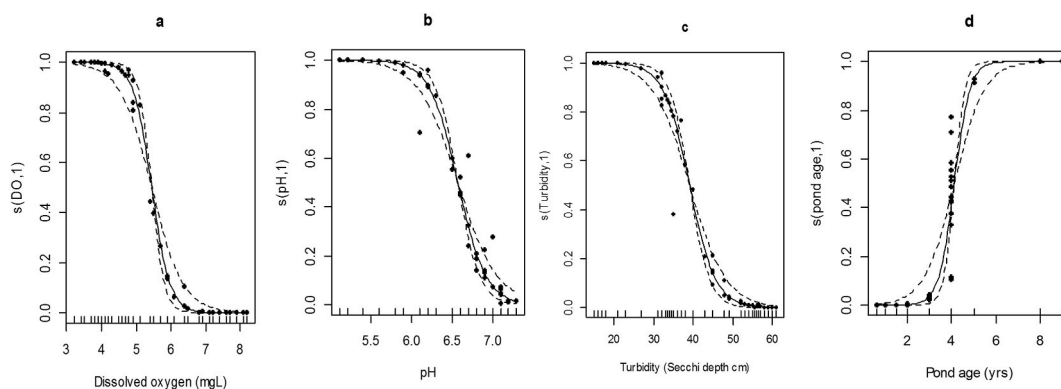 a
s(DO,1)
0.0 0.2 0.4 0.6 0.8 1.0
3 4 5 6 7 8
Dissolved oxygen (mgL)
b
s(pH,1)
0.0 0.2 0.4 0.6 0.8 1.0
5.5 6.0 6.5 7.0
pH
c
s(Turbidity,1)
0.0 0.2 0.4 0.6 0.8 1.0
20 30 40 50 60
Turbidity (Secchi depth cm)
d
s(pond age,1)
0.0 0.2 0.4 0.6 0.8 1.0
2 4 6 8
Pond age (yrs)